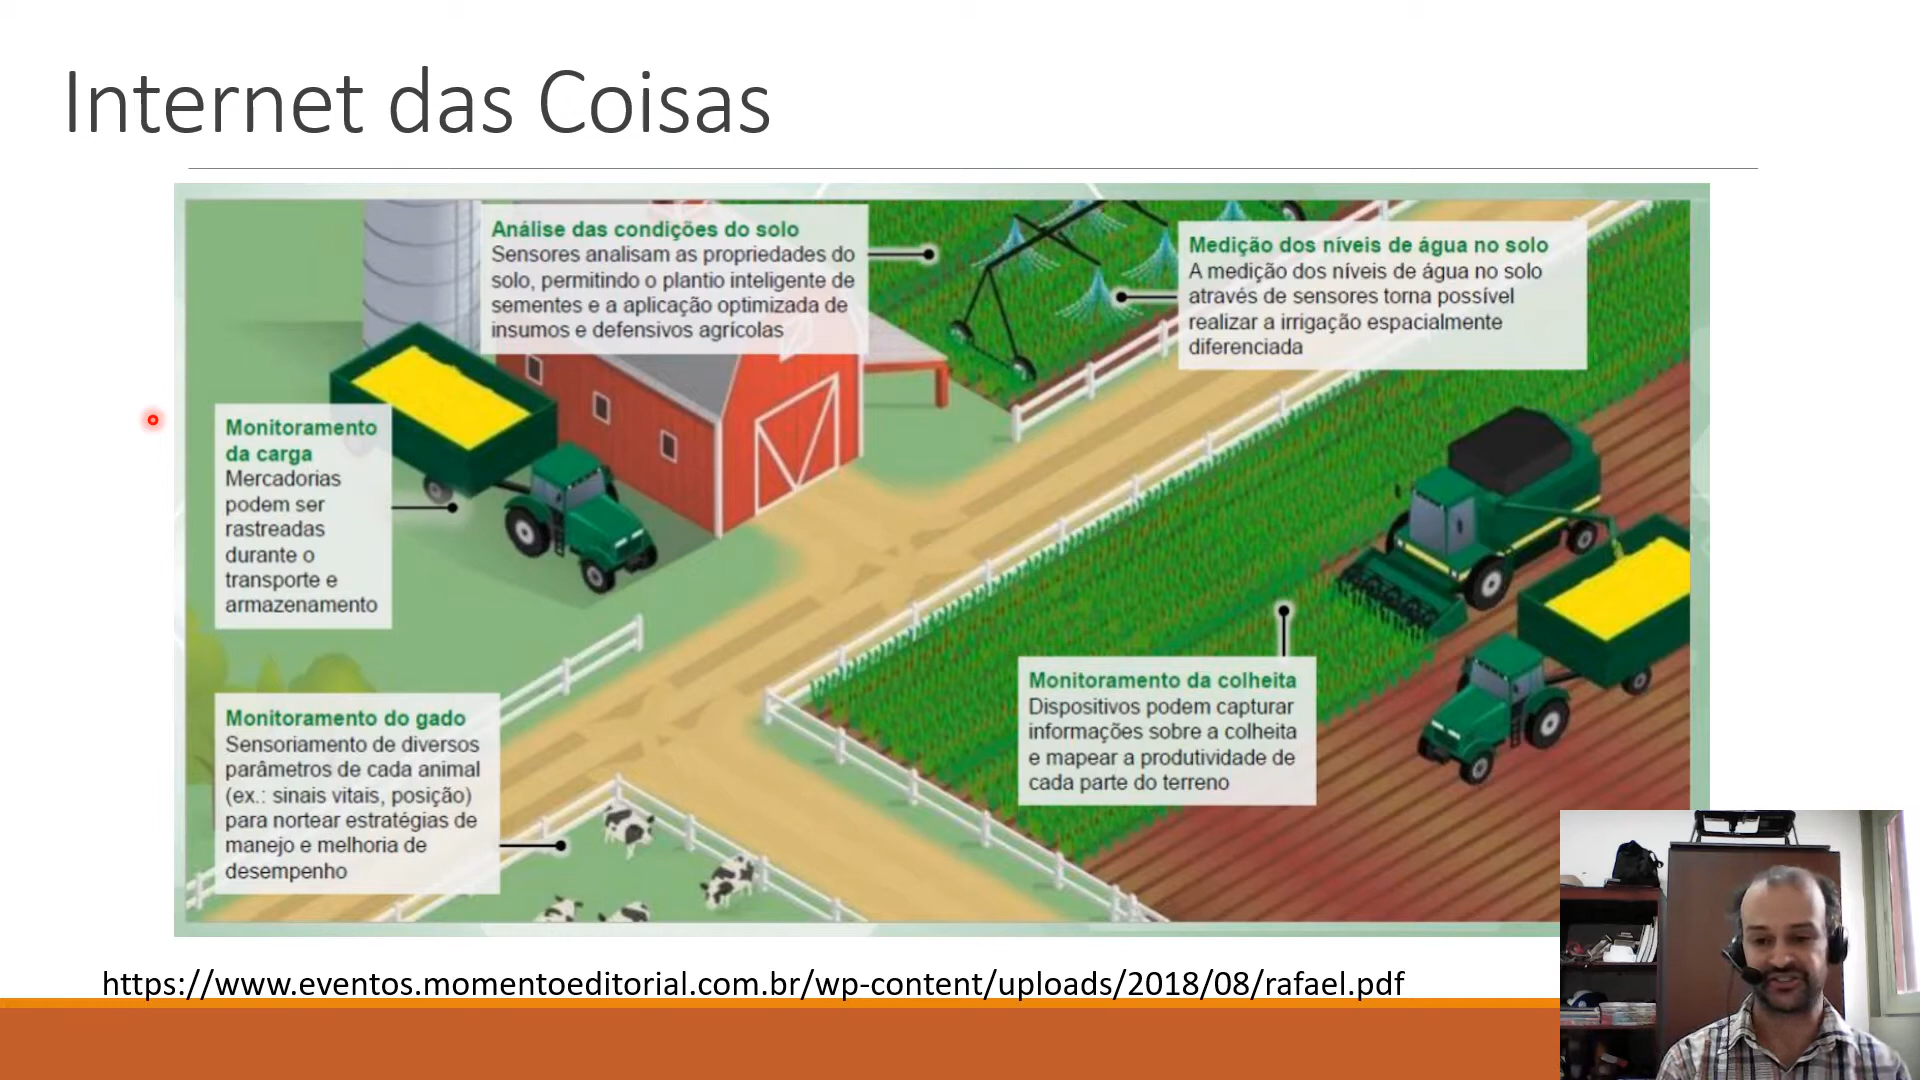 Internet das Coisas
Análise das condições do solo
Sensores analisam as propriedades do
solo, permitindo o plantio inteligente de
sementes e a aplicação optimizada de
insumos e defensivos agrícolas
Medição dos níveis de água no solo
A medição dos níveis de água no solo
através de sensores torna possível
realizar a irrigação espacialmente
diferenciada
Monitoramento
da carga
Mercadorias
podem ser
rastreadas
durante o
transporte e
armazenamento
Monitoramento da colheita
Dispositivos podem capturar
informações sobre a colheita
e mapear a produtividade de
cada parte do terreno
Monitoramento do gado
Sensoriamento de diversos
parâmetros de cada animal
(ex.: sinais vitais, posição)
para nortear estratégias de
manejo e melhoria de
desempenho
https://www.eventos.momentoeditorial.com.br/wp-content/uploads/2018/08/rafael.pdf